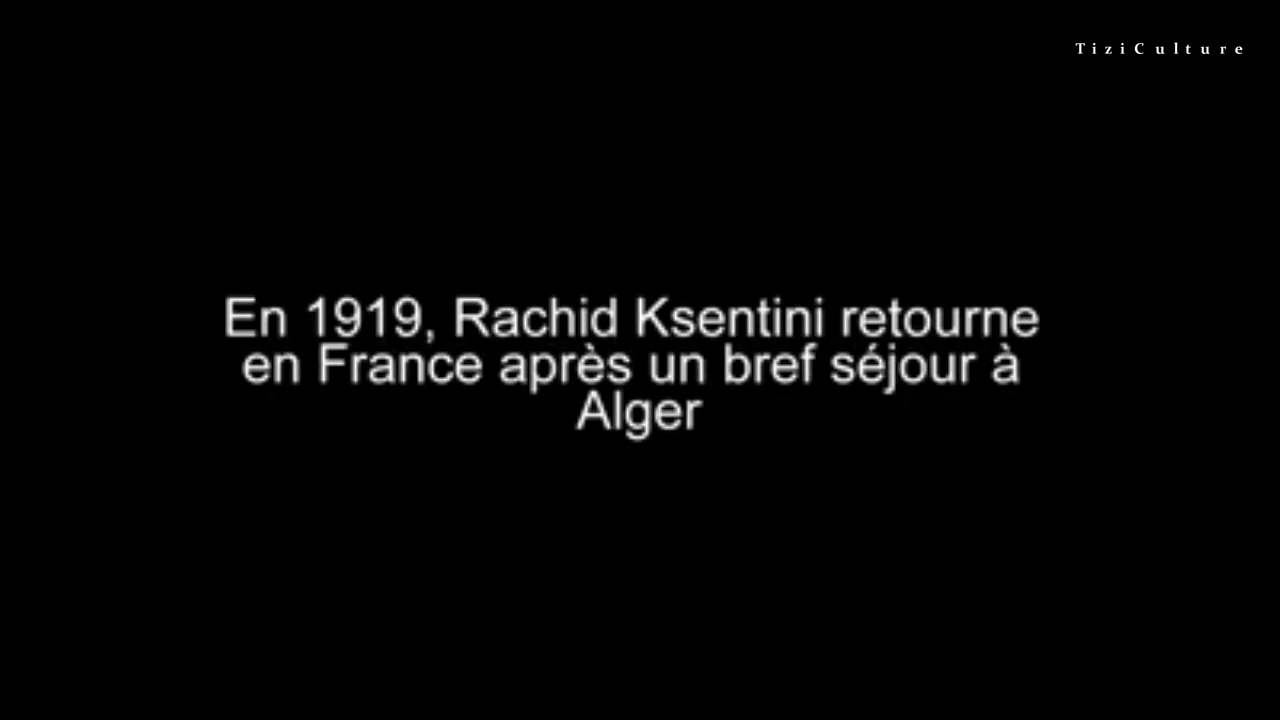 TiziCulture
En 1919, Rachid Ksentini retourne
en France après un bref séjour à
Alger